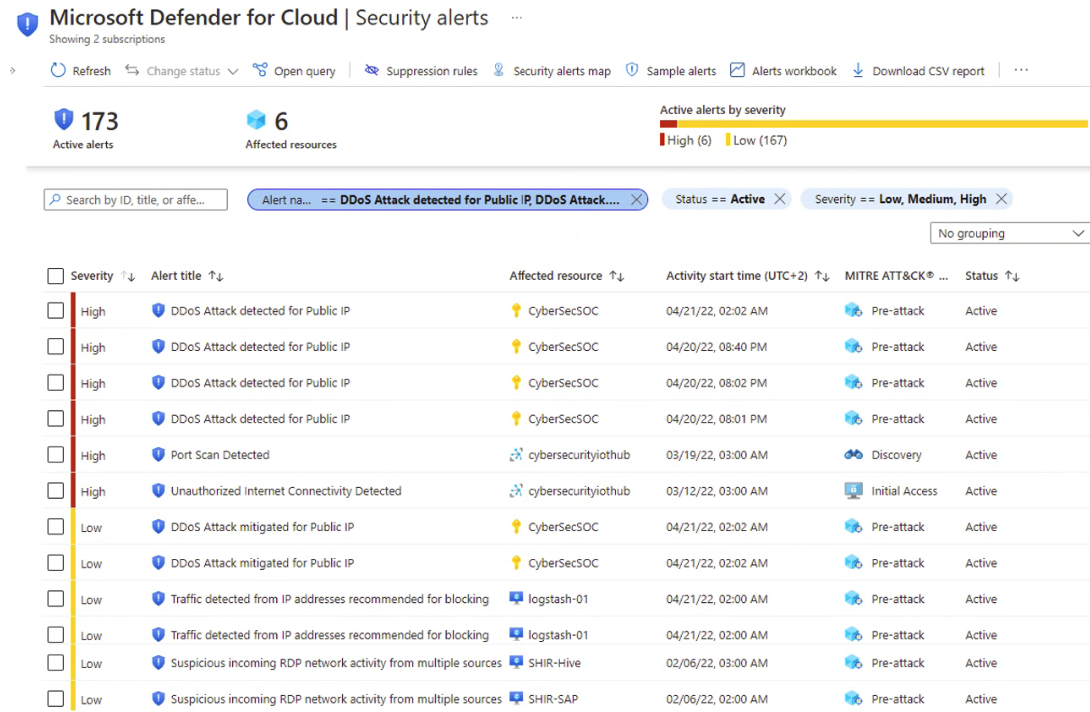 Microsoft Defender for Cloud | Security alerts ...
Showing 2 subscriptions
Refresh Change status Open query Suppression rules Security alerts map Sample alerts Alerts workbook Download CSV report ...
173 6 Active alerts by severity
Active alerts Affected resources High (6) Low (167)
Search by ID, title, or affe... Alert na... == DDoS Attack detected for Public IP, DDoS Attack.... Status == Active Severity == Low, Medium, High
No grouping
Severity Alert title Affected resource Activity start time (UTC+2) MITRE ATT&CK® ... Status
High DDoS Attack detected for Public IP CyberSecSOC 04/21/22, 02:02 AM Pre-attack Active
High DDoS Attack detected for Public IP CyberSecSOC 04/20/22, 08:40 PM Pre-attack Active
High DDoS Attack detected for Public IP CyberSecSOC 04/20/22, 08:02 PM Pre-attack Active
High DDoS Attack detected for Public IP CyberSecSOC 04/20/22, 08:01 PM Pre-attack Active
High Port Scan Detected cybersecurityiothub 03/19/22, 03:00 AM Discovery Active
High Unauthorized Internet Connectivity Detected cybersecurityiothub 03/12/22, 03:00 AM Initial Access Active
Low DDoS Attack mitigated for Public IP CyberSecSOC 04/21/22, 02:02 AM Pre-attack Active
Low DDoS Attack mitigated for Public IP CyberSecSOC 04/21/22, 02:02 AM Pre-attack Active
Low Traffic detected from IP addresses recommended for blocking logstash-01 04/21/22, 02:00 AM Pre-attack Active
Low Traffic detected from IP addresses recommended for blocking logstash-01 04/21/22, 02:00 AM Pre-attack Active
Low Suspicious incoming RDP network activity from multiple sources SHIR-Hive 02/06/22, 03:00 AM Pre-attack Active
Low Suspicious incoming RDP network activity from multiple sources SHIR-SAP 02/06/22, 02:00 AM Pre-attack Active